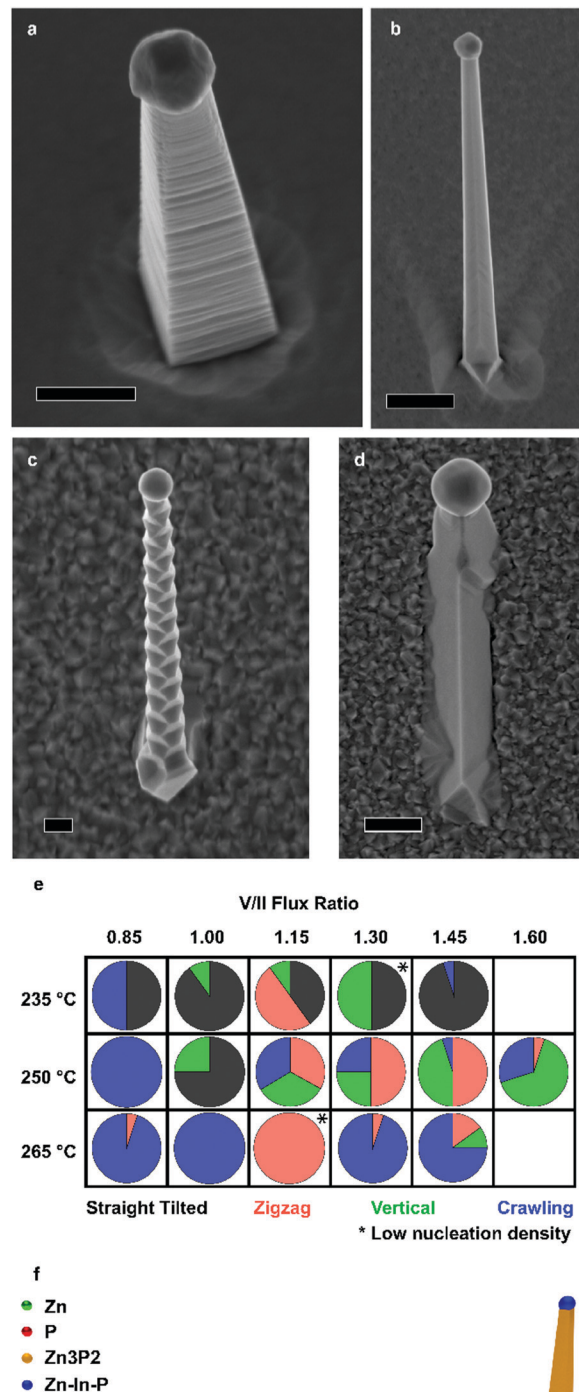 a
b
c
d
e
V/II Flux Ratio
0.85 1.00 1.15 1.30 1.45 1.60
235 °C
*
250 °C
265 °C
*
Straight Tilted Zigzag Vertical Crawling
* Low nucleation density
f
Zn
P
Zn3P2
Zn-In-P